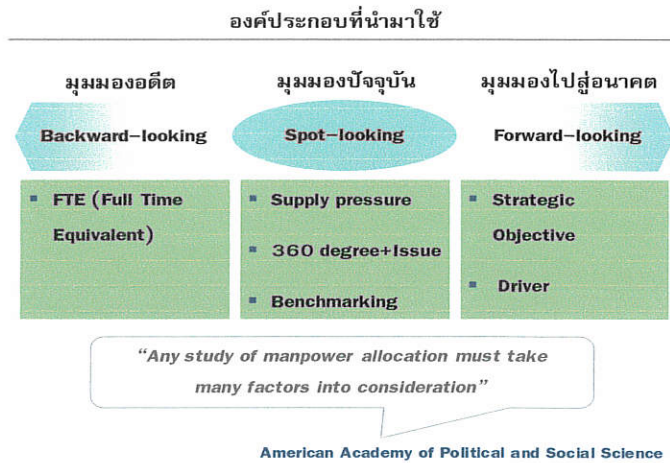 องค์ประกอบที่นำมาใช้
มุมมองอดีต
Backward-looking
▪ FTE (Full Time
Equivalent)
มุมมองปัจจุบัน
Spot-looking
▪ Supply pressure
▪ 360 degree+Issue
▪ Benchmarking
มุมมองไปสู่อนาคต
Forward-looking
▪ Strategic
Objective
▪ Driver
“Any study of manpower allocation must take
many factors into consideration”
American Academy of Political and Social Science